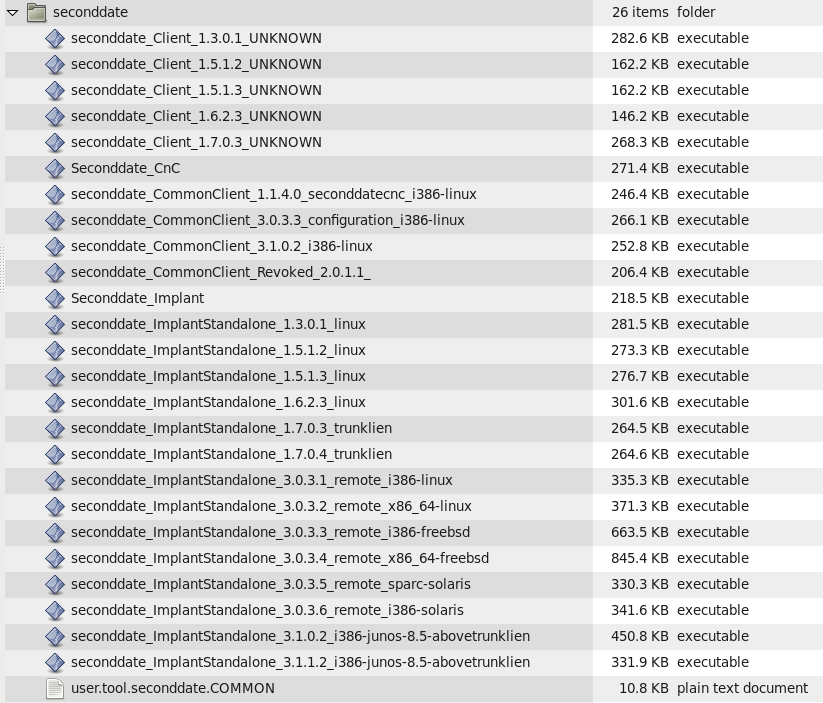 seconddate 26 items folder
seconddate_Client_1.3.0.1_UNKNOWN 282.6 KB executable
seconddate_Client_1.5.1.2_UNKNOWN 162.2 KB executable
seconddate_Client_1.5.1.3_UNKNOWN 162.2 KB executable
seconddate_Client_1.6.2.3_UNKNOWN 146.2 KB executable
seconddate_Client_1.7.0.3_UNKNOWN 268.3 KB executable
Seconddate_CnC 271.4 KB executable
seconddate_CommonClient_1.1.4.0_seconddatecnc_i386-linux 246.4 KB executable
seconddate_CommonClient_3.0.3.3_configuration_i386-linux 266.1 KB executable
seconddate_CommonClient_3.1.0.2_i386-linux 252.8 KB executable
seconddate_CommonClient_Revoked_2.0.1.1_ 206.4 KB executable
Seconddate_Implant 218.5 KB executable
seconddate_ImplantStandalone_1.3.0.1_linux 281.5 KB executable
seconddate_ImplantStandalone_1.5.1.2_linux 273.3 KB executable
seconddate_ImplantStandalone_1.5.1.3_linux 276.7 KB executable
seconddate_ImplantStandalone_1.6.2.3_linux 301.6 KB executable
seconddate_ImplantStandalone_1.7.0.3_trunklien 264.5 KB executable
seconddate_ImplantStandalone_1.7.0.4_trunklien 264.6 KB executable
seconddate_ImplantStandalone_3.0.3.1_remote_i386-linux 335.3 KB executable
seconddate_ImplantStandalone_3.0.3.2_remote_x86_64-linux 371.3 KB executable
seconddate_ImplantStandalone_3.0.3.3_remote_i386-freebsd 663.5 KB executable
seconddate_ImplantStandalone_3.0.3.4_remote_x86_64-freebsd 845.4 KB executable
seconddate_ImplantStandalone_3.0.3.5_remote_sparc-solaris 330.3 KB executable
seconddate_ImplantStandalone_3.0.3.6_remote_i386-solaris 341.6 KB executable
seconddate_ImplantStandalone_3.1.0.2_i386-junos-8.5-abovetrunklien 450.8 KB executable
seconddate_ImplantStandalone_3.1.1.2_i386-junos-8.5-abovetrunklien 331.9 KB executable
user.tool.seconddate.COMMON 10.8 KB plain text document